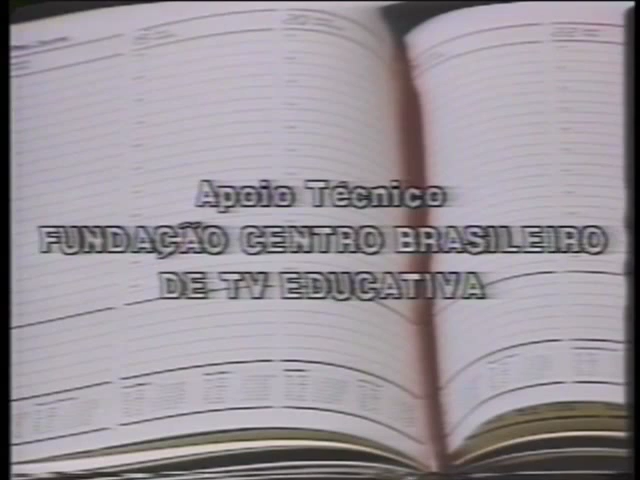 Apoio Técnico
FUNDAÇÃO CENTRO BRASILEIRO
DE TV EDUCATIVA